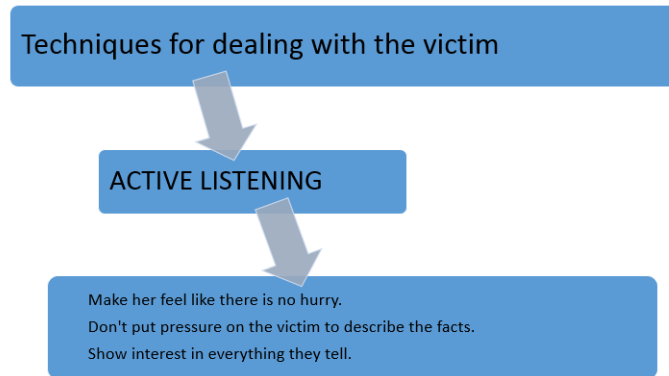 Techniques for dealing with the victim
ACTIVE LISTENING
Make her feel like there is no hurry.
Don't put pressure on the victim to describe the facts.
Show interest in everything they tell.